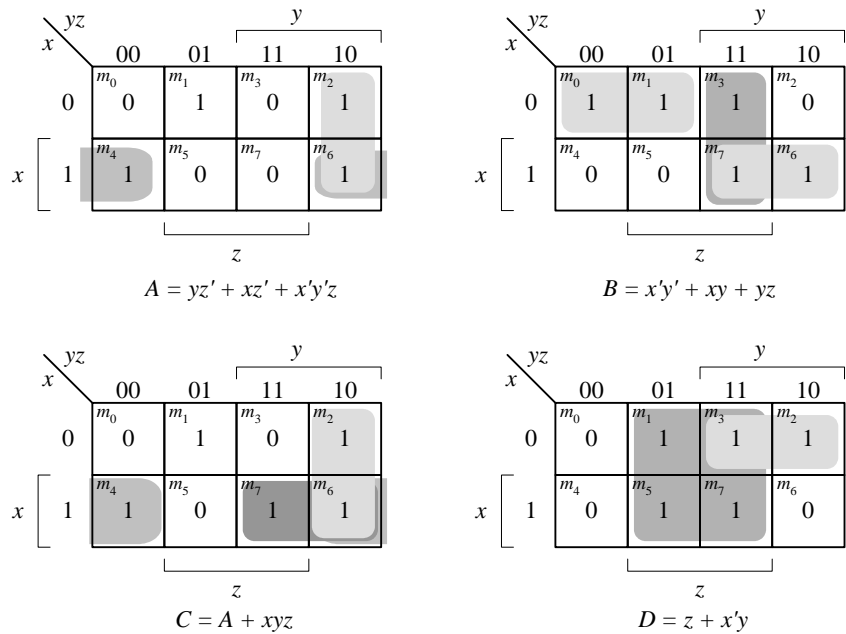 yz y
x 00 01 11 10
m0 m1 m3 m2
0 0 1 0 1
m4 m5 m7 m6
x 1 1 0 0 1
z
A = yz' + xz' + x'y'z
yz y
x 00 01 11 10
m0 m1 m3 m2
0 1 1 1 0
m4 m5 m7 m6
x 1 0 0 1 1
z
B = x'y' + xy + yz
yz y
x 00 01 11 10
m0 m1 m3 m2
0 0 1 0 1
m4 m5 m7 m6
x 1 1 0 1 1
z
C = A + xyz
yz y
x 00 01 11 10
m0 m1 m3 m2
0 0 1 1 1
m4 m5 m7 m6
x 1 0 1 1 0
z
D = z + x'y